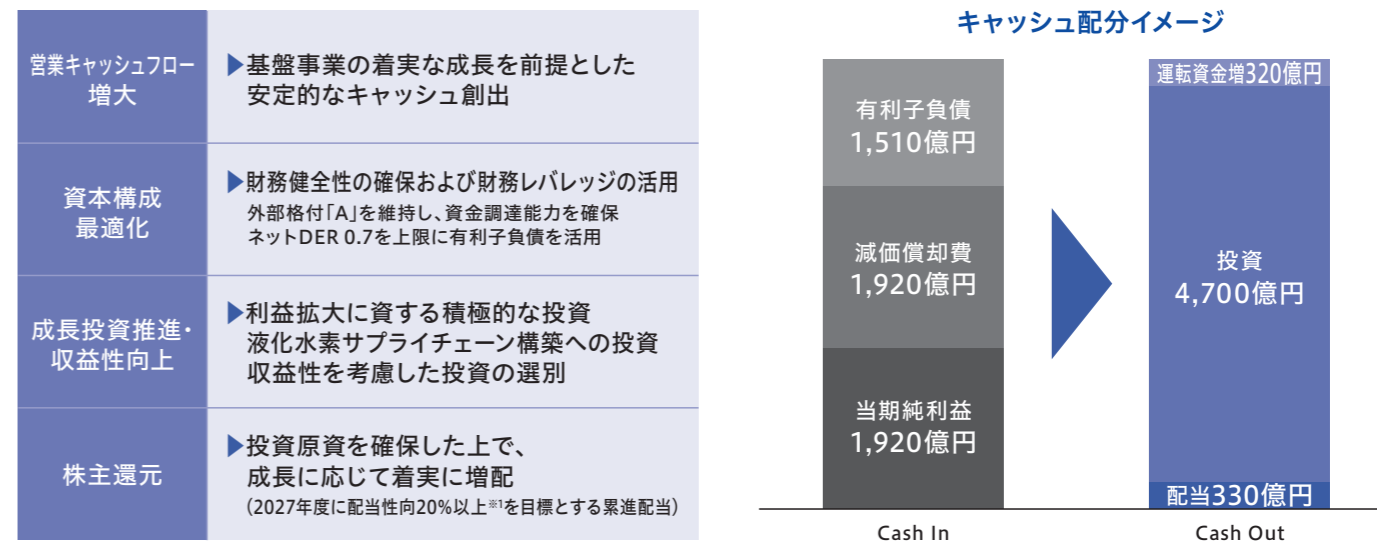 営業キャッシュフロー
増大
▶基盤事業の着実な成長を前提とした
安定的なキャッシュ創出
資本構成
最適化
▶財務健全性の確保および財務レバレッジの活用
外部格付「A」を維持し、資金調達能力を確保
ネットDER 0.7を上限に有利子負債を活用
成長投資推進・
収益性向上
▶利益拡大に資する積極的な投資
液化水素サプライチェーン構築への投資
収益性を考慮した投資の選別
株主還元
▶投資原資を確保した上で、
成長に応じて着実に増配
(2027年度に配当性向20%以上※1を目標とする累進配当)
キャッシュ配分イメージ
有利子負債
1,510億円
減価償却費
1,920億円
当期純利益
1,920億円
Cash In
運転資金増320億円
投資
4,700億円
配当330億円
Cash Out